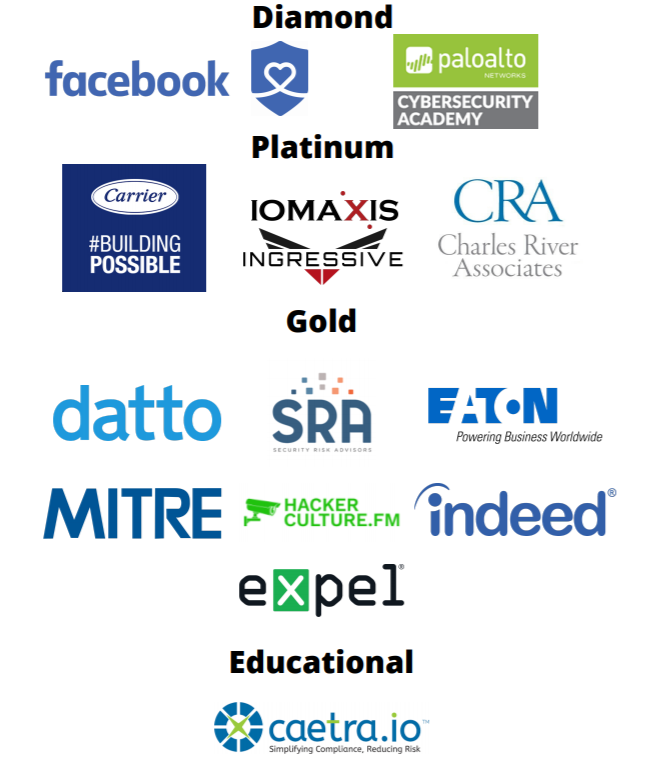 Diamond
facebook
paloalto
NETWORKS
CYBERSECURITY
ACADEMY
Platinum
Carrier
#BUILDING
POSSIBLE
IOMAXIS
INGRESSIVE
CRA
Charles River
Associates
Gold
datto
SRA
SECURITY RISK ADVISORS
EATON
Powering Business Worldwide
MITRE
HACKER
CULTURE.FM
indeed®
expel®
Educational
caetra.io™
Simplifying Compliance, Reducing Risk